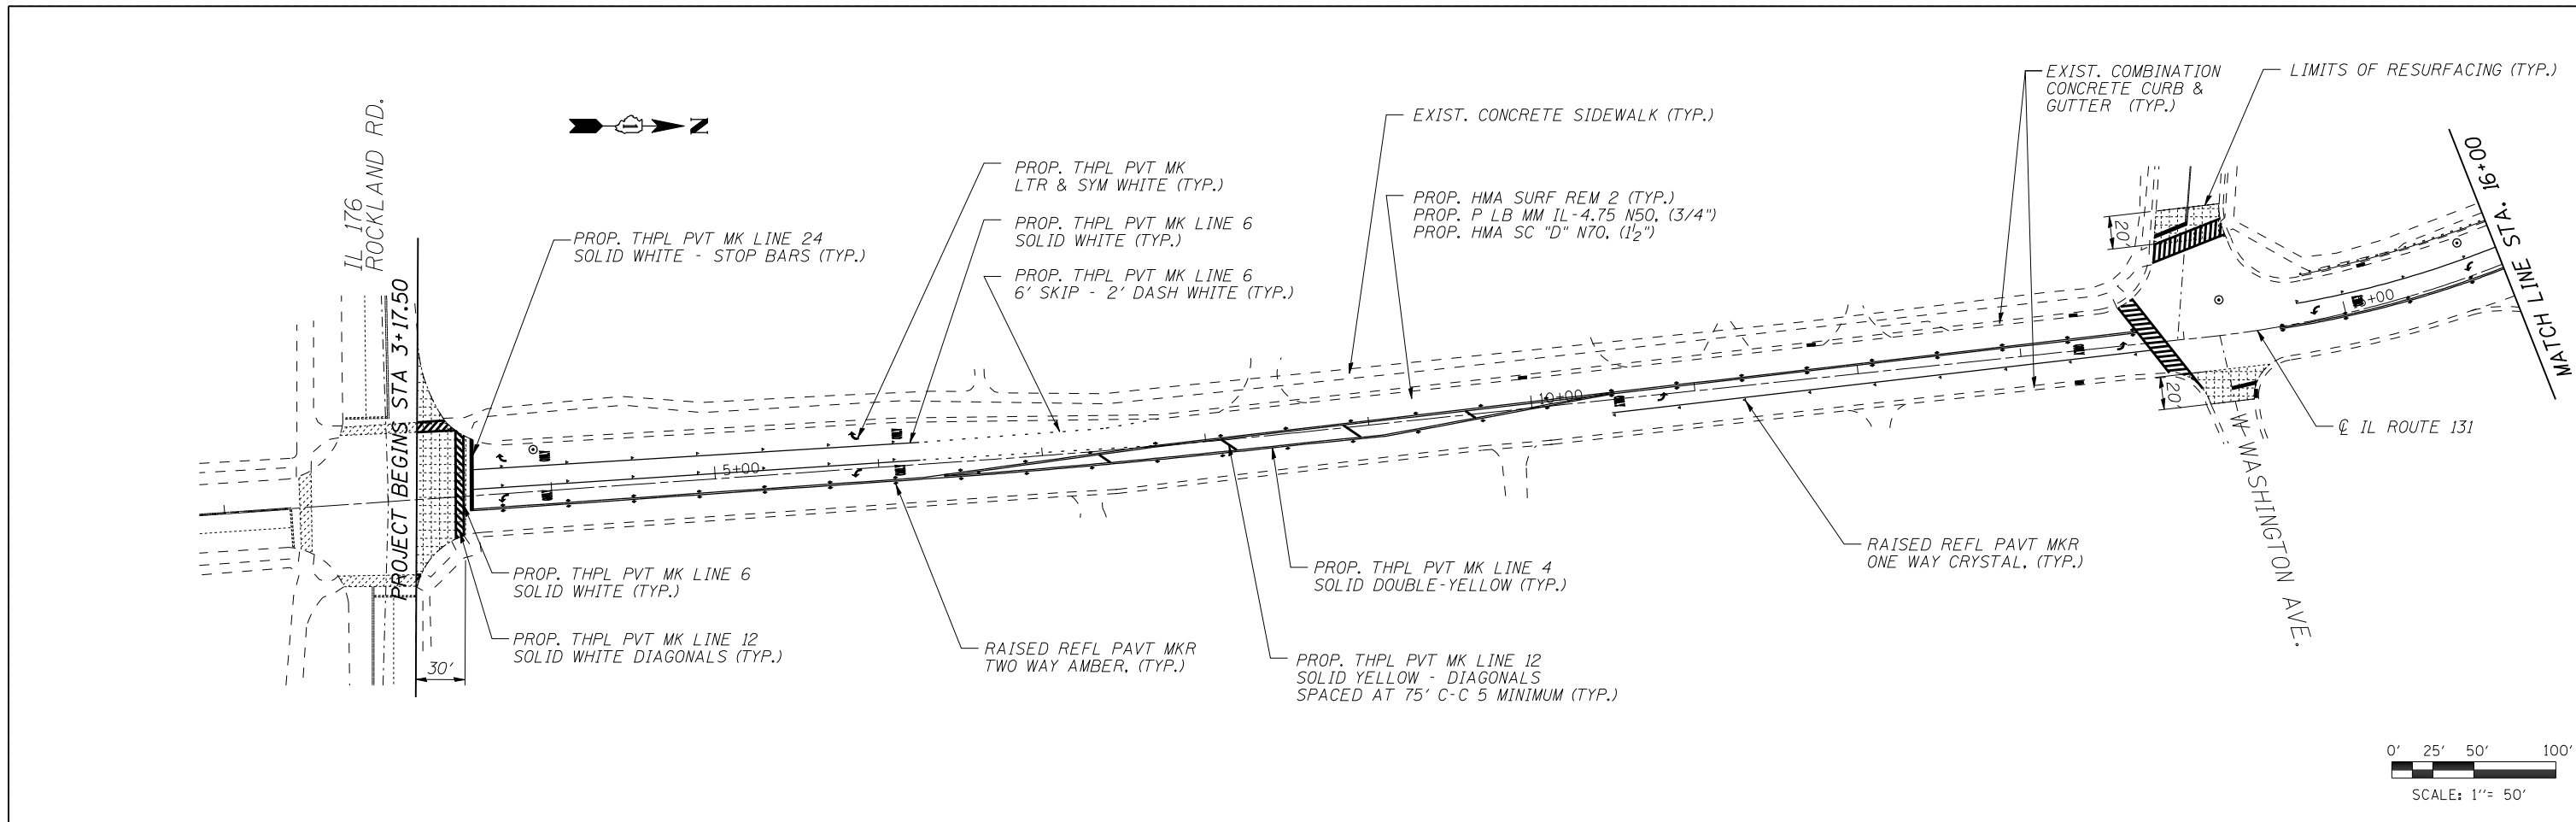 IL 176
ROCKLAND RD.
PROJECT BEGINS STA 3+17.50
N
PROP. THPL PVT MK LINE 24
SOLID WHITE - STOP BARS (TYP.)
PROP. THPL PVT MK
LTR & SYM WHITE (TYP.)
PROP. THPL PVT MK LINE 6
SOLID WHITE (TYP.)
PROP. THPL PVT MK LINE 6
6' SKIP - 2' DASH WHITE (TYP.)
EXIST. CONCRETE SIDEWALK (TYP.)
PROP. HMA SURF REM 2 (TYP.)
PROP. P LB MM IL-4.75 N50, (3/4")
PROP. HMA SC "D" N70, (1 1/2")
EXIST. COMBINATION
CONCRETE CURB &
GUTTER (TYP.)
LIMITS OF RESURFACING (TYP.)
MATCH LINE STA. 16+00
20'
5+00
10+00
+00
20'
℄ IL ROUTE 131
W WASHINGTON AVE.
PROP. THPL PVT MK LINE 6
SOLID WHITE (TYP.)
PROP. THPL PVT MK LINE 12
SOLID WHITE DIAGONALS (TYP.)
30'
RAISED REFL PAVT MKR
TWO WAY AMBER, (TYP.)
PROP. THPL PVT MK LINE 4
SOLID DOUBLE-YELLOW (TYP.)
PROP. THPL PVT MK LINE 12
SOLID YELLOW - DIAGONALS
SPACED AT 75' C-C 5 MINIMUM (TYP.)
RAISED REFL PAVT MKR
ONE WAY CRYSTAL, (TYP.)
0' 25' 50' 100'
SCALE: 1"= 50'